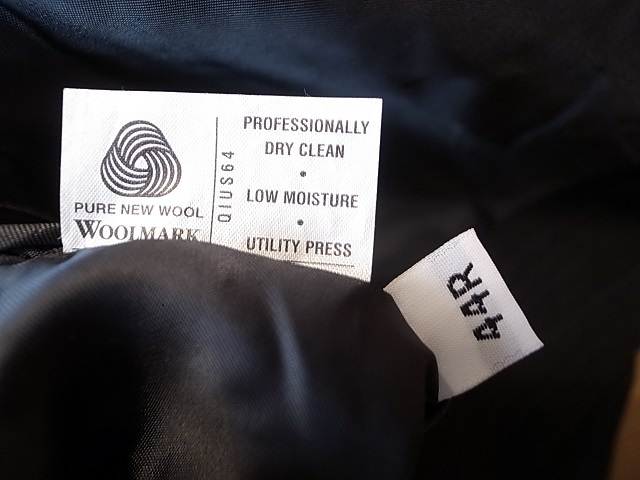 PURE NEW WOOL
WOOLMARK
QIUS64
PROFESSIONALLY
DRY CLEAN
•
LOW MOISTURE
•
UTILITY PRESS
44R